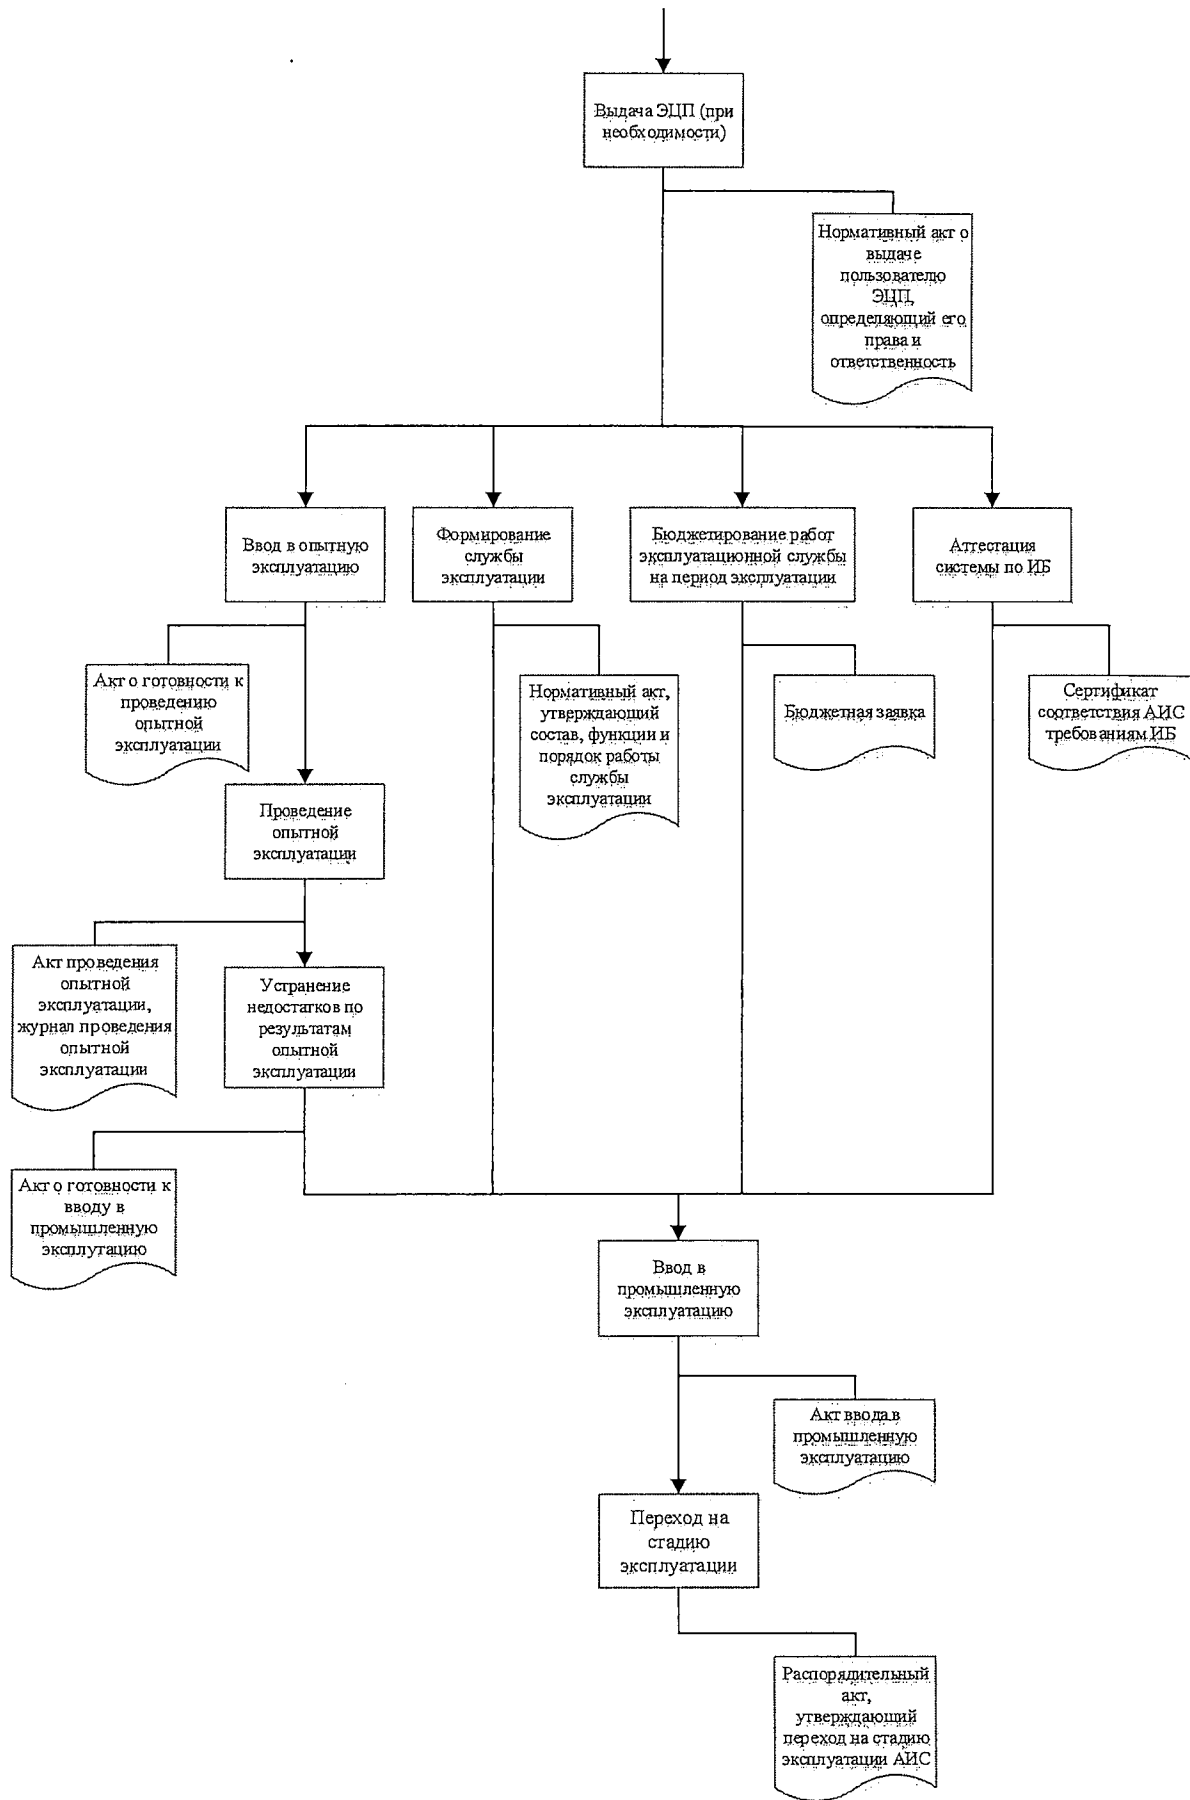 Выдача ЭЦП (при
необходимости)
Нормативный акт о
выдаче
пользователю
ЭЦП,
определяющий его
права и
ответственность
Ввод в опытную
эксплуатацию
Формирование
службы
эксплуатации
Бюджетирование работ
эксплуатационной службы
на период эксплуатации
Аттестация
системы по ИБ
Акт о готовности к
проведению
опытной
эксплуатации
Нормативный акт,
утверждающий
состав, функции и
порядок работы
службы
эксплуатации
Бюджетная заявка
Сертификат
соответствия АИС
требованиям ИБ
Проведение
опытной
эксплуатации
Акт проведения
опытной
эксплуатации,
журнал проведения
опытной
эксплуатации
Устранение
недостатков по
результатам
опытной
эксплуатации
Акт о готовности к
вводу в
промышленную
эксплутацию
Ввод в
промышленную
эксплуатацию
Акт ввода в
промышленную
эксплуатацию
Переход на
стадию
эксплуатации
Распорядительный
акт,
утверждающий
переход на стадию
эксплуатации АИС